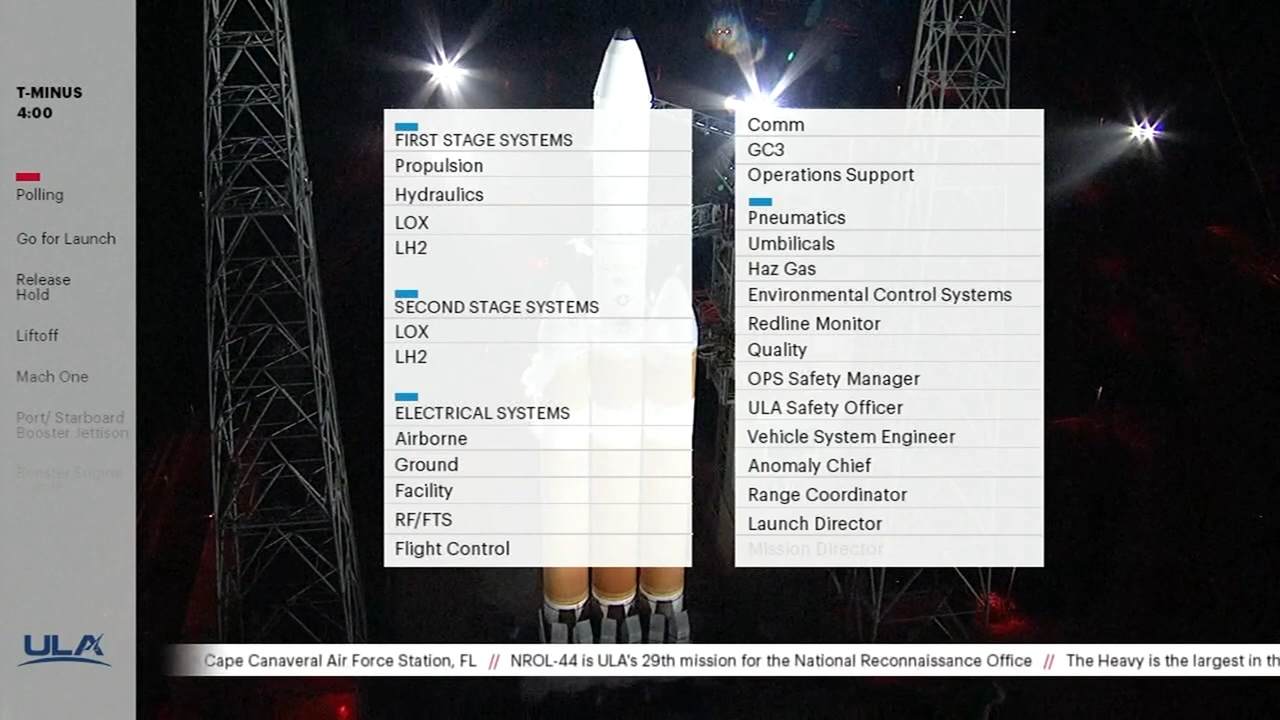 T-MINUS
4:00
Polling
Go for Launch
Release
Hold
Liftoff
Mach One
Port/ Starboard
Booster Jettison
Booster Engine
ULA
FIRST STAGE SYSTEMS
Propulsion
Hydraulics
LOX
LH2
SECOND STAGE SYSTEMS
LOX
LH2
ELECTRICAL SYSTEMS
Airborne
Ground
Facility
RF/FTS
Flight Control
Comm
GC3
Operations Support
Pneumatics
Umbilicals
Haz Gas
Environmental Control Systems
Redline Monitor
Quality
OPS Safety Manager
ULA Safety Officer
Vehicle System Engineer
Anomaly Chief
Range Coordinator
Launch Director
Mission Director
Cape Canaveral Air Force Station, FL // NROL-44 is ULA's 29th mission for the National Reconnaissance Office // The Heavy is the largest in th